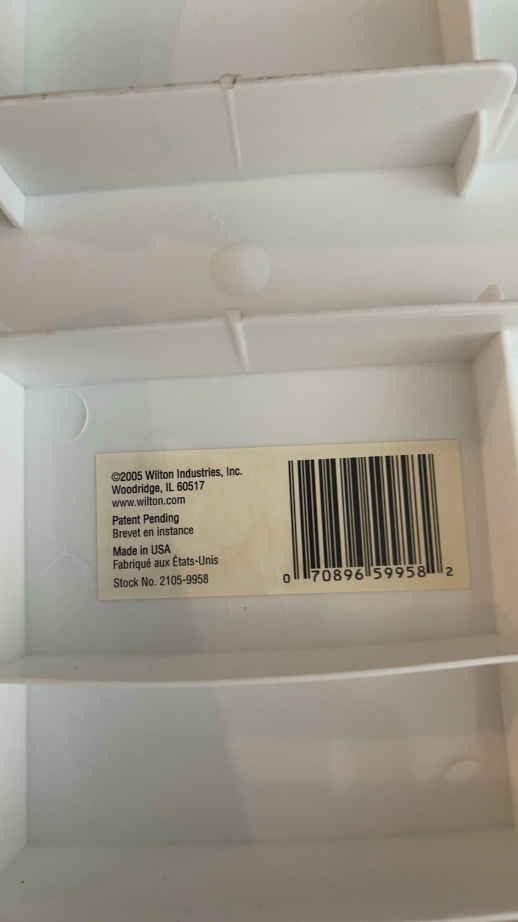 ©2005 Wilton Industries, Inc.
Woodridge, IL 60517
www.wilton.com
Patent Pending
Brevet en instance
Made in USA
Fabriqué aux États-Unis
Stock No. 2105-9958
0 70896 59958 2